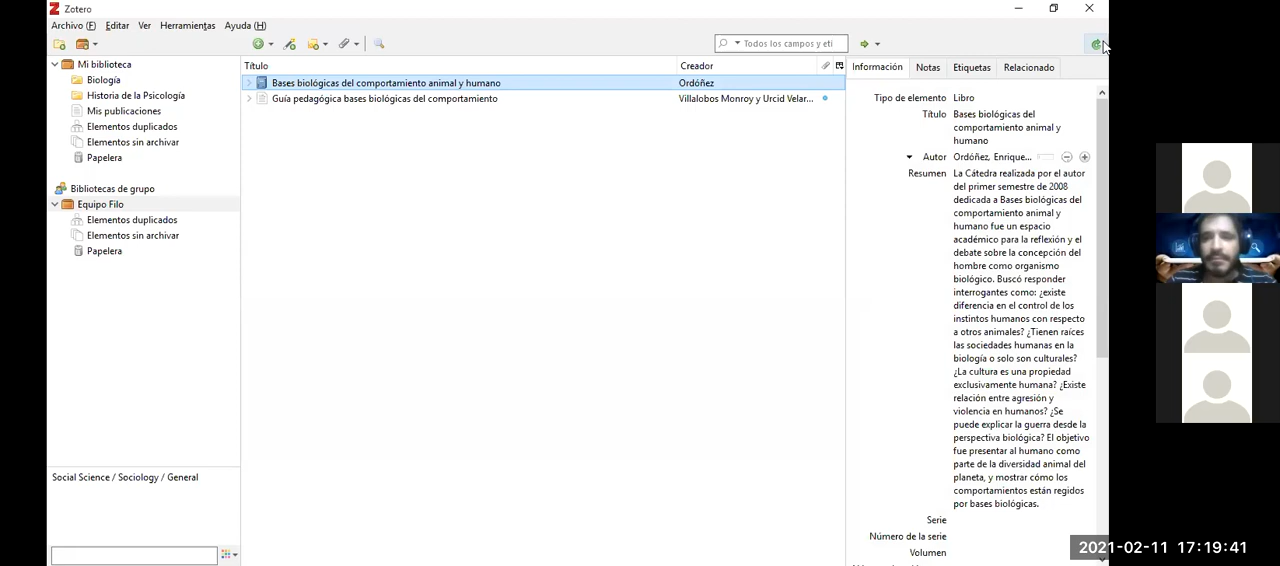 Zotero
Archivo (F) Editar Ver Herramientas Ayuda (H)
Todos los campos y eti
Mi biblioteca
Biología
Historia de la Psicología
Mis publicaciones
Elementos duplicados
Elementos sin archivar
Papelera
Bibliotecas de grupo
Equipo Filo
Elementos duplicados
Elementos sin archivar
Papelera
Social Science / Sociology / General
Título Creador
Bases biológicas del comportamiento animal y humano Ordóñez
Guía pedagógica bases biológicas del comportamiento Villalobos Monroy y Urcid Velar...
Información Notas Etiquetas Relacionado
Tipo de elemento Libro
Título Bases biológicas del
comportamiento animal y
humano
Autor Ordóñez, Enrique...
Resumen La Cátedra realizada por el autor
del primer semestre de 2008
dedicada a Bases biológicas del
comportamiento animal y
humano fue un espacio
académico para la reflexión y el
debate sobre la concepción del
hombre como organismo
biológico. Buscó responder
interrogantes como: ¿existe
diferencia en el control de los
instintos humanos con respecto
a otros animales? ¿Tienen raíces
las sociedades humanas en la
biología o solo son culturales?
¿La cultura es una propiedad
exclusivamente humana? ¿Existe
relación entre agresión y
violencia en humanos? ¿Se
puede explicar la guerra desde la
perspectiva biológica? El objetivo
fue presentar al humano como
parte de la diversidad animal del
planeta, y mostrar cómo los
comportamientos están regidos
por bases biológicas.
Serie
Número de la serie
Volumen
2021-02-11 17:19:41